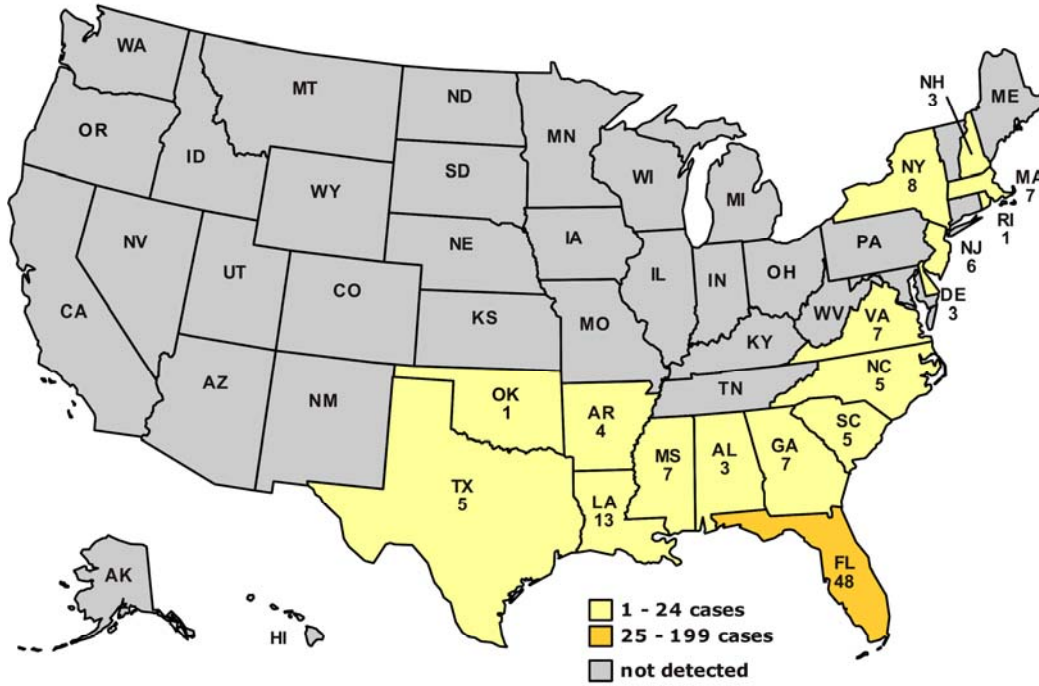 WA
MT
ND
MN
NH
3
ME
OR
ID
SD
WI
MI
NY
8
MA
7
WY
RI
1
NV
NE
IA
PA
NJ
6
UT
CO
IL
IN
OH
DE
3
CA
KS
MO
WV
VA
7
KY
AZ
NM
OK
1
AR
4
TN
NC
5
SC
5
TX
5
MS
7
AL
3
GA
7
LA
13
FL
48
AK
HI
1 - 24 cases
25 - 199 cases
not detected